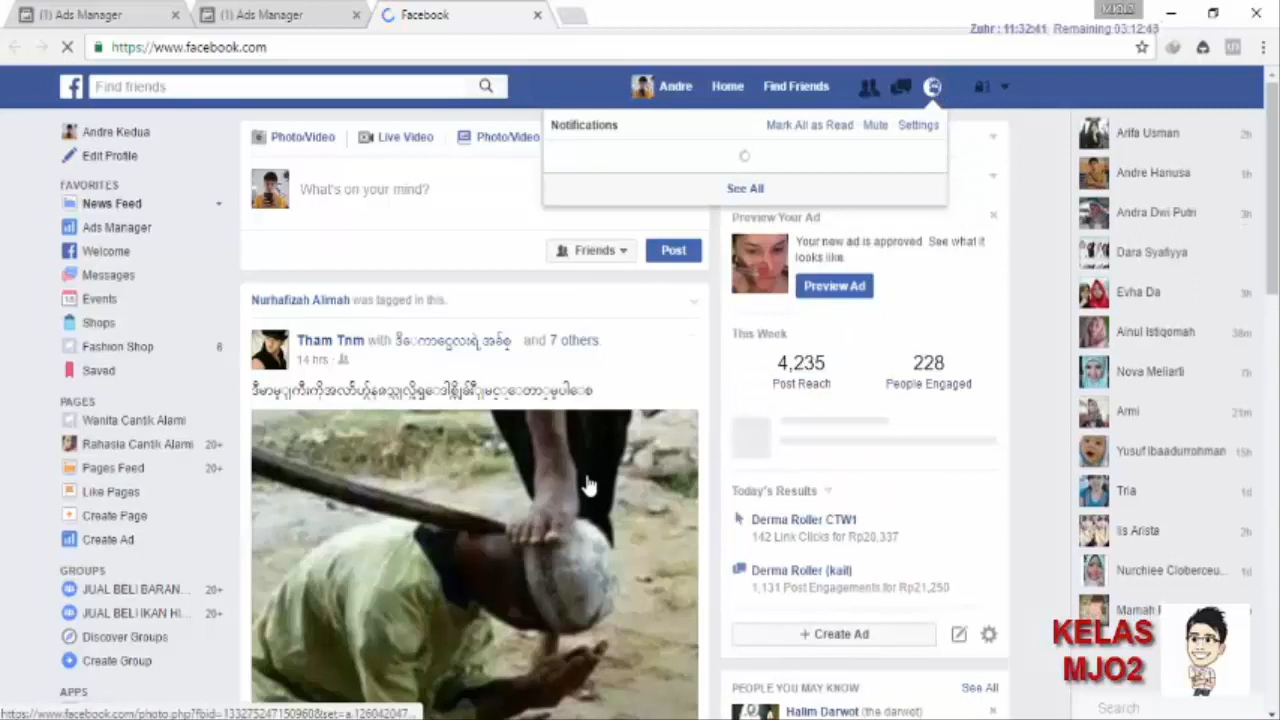 (1) Ads Manager
(1) Ads Manager
Facebook
MJO2
Zuhr : 11:32:41 Remaining 03:12:43
https://www.facebook.com
Find friends
Andre
Home
Find Friends
Notifications
Mark All as Read
Mute
Settings
See All
Andre Kedua
Edit Profile
FAVORITES
News Feed
Ads Manager
Welcome
Messages
Events
Shops
Fashion Shop 6
Saved
PAGES
Wanita Cantik Alami
Rahasia Cantik Alami 20+
Pages Feed 20+
Like Pages
Create Page
Create Ad
GROUPS
JUAL BELI BARAN... 20+
JUAL BELI IKAN HI... 20+
Discover Groups
Create Group
APPS
Photo/Video
Live Video
Photo/Video
What's on your mind?
Friends
Post
Nurhafizah Alimah was tagged in this.
Tham Tnm with
and 7 others
14 hrs
Preview Your Ad
Your new ad is approved See what it
looks like.
Preview Ad
This Week
4,235
Post Reach
228
People Engaged
Today's Results
Derma Roller CTW1
142 Link Clicks for Rp20,337
Derma Roller (kait)
1,131 Post Engagements for Rp21,250
+ Create Ad
PEOPLE YOU MAY KNOW
See All
Halim Darwot (the darwot)
Arifa Usman 2h
Andre Hanusa 1h
Andra Dwi Putri 3h
Dara Syafiyya
Evha Da 3h
Ainul Istiqomah 38m
Nova Meliarti
Armi 21m
Yusuf Ibaadurrohman 15h
Tria 1d
Iis Arista 2h
Nurchiee Cloberceu... 1d
Mamah
KELAS
MJO2
Search